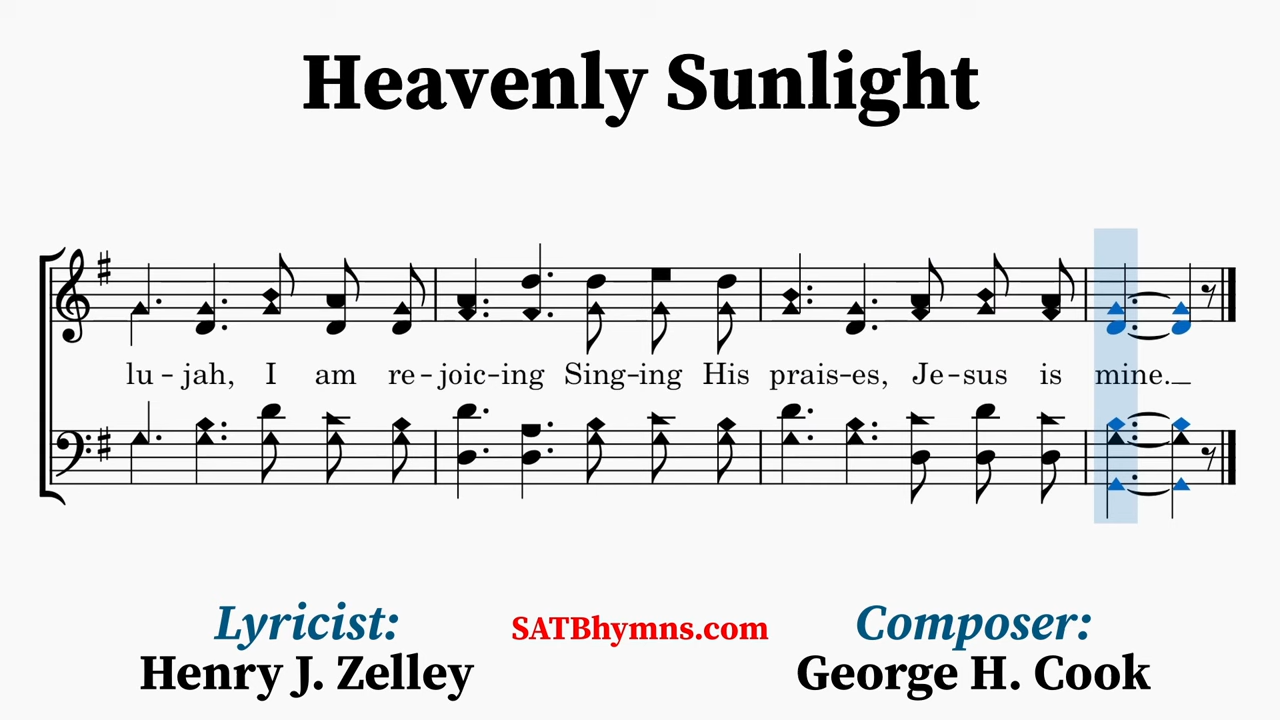 Heavenly Sunlight
lu - jah, I am re - joic - ing Sing - ing His prais - es, Je - sus is mine.
Lyricist: SATBhymns.com Composer:
Henry J. Zelley George H. Cook